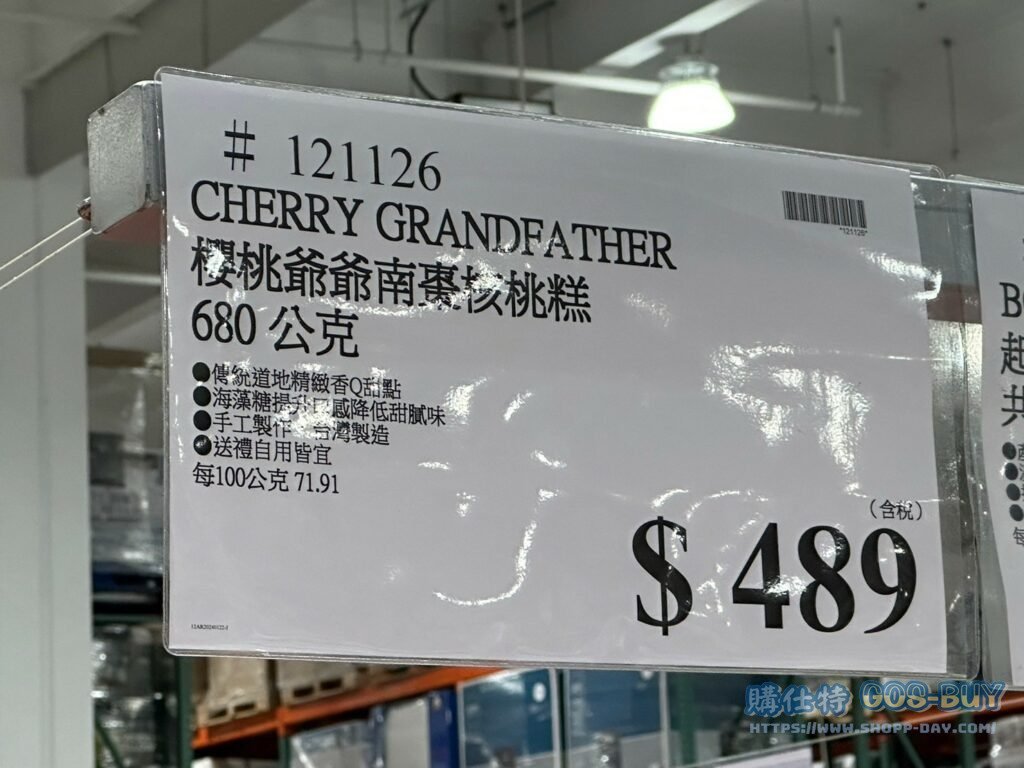 # 121126
CHERRY GRANDFATHER
櫻桃爺爺南棗核桃糕
680 公克
●傳統道地精緻香Q甜點
●海藻糖提升口感降低甜膩味
●手工製作 台灣製造
●送禮自用皆宜
每100公克 71.91
*121126*
(含稅)
$ 489
購仕特 COS-BUY
HTTPS://WWW.SHOPP-DAY.COM/